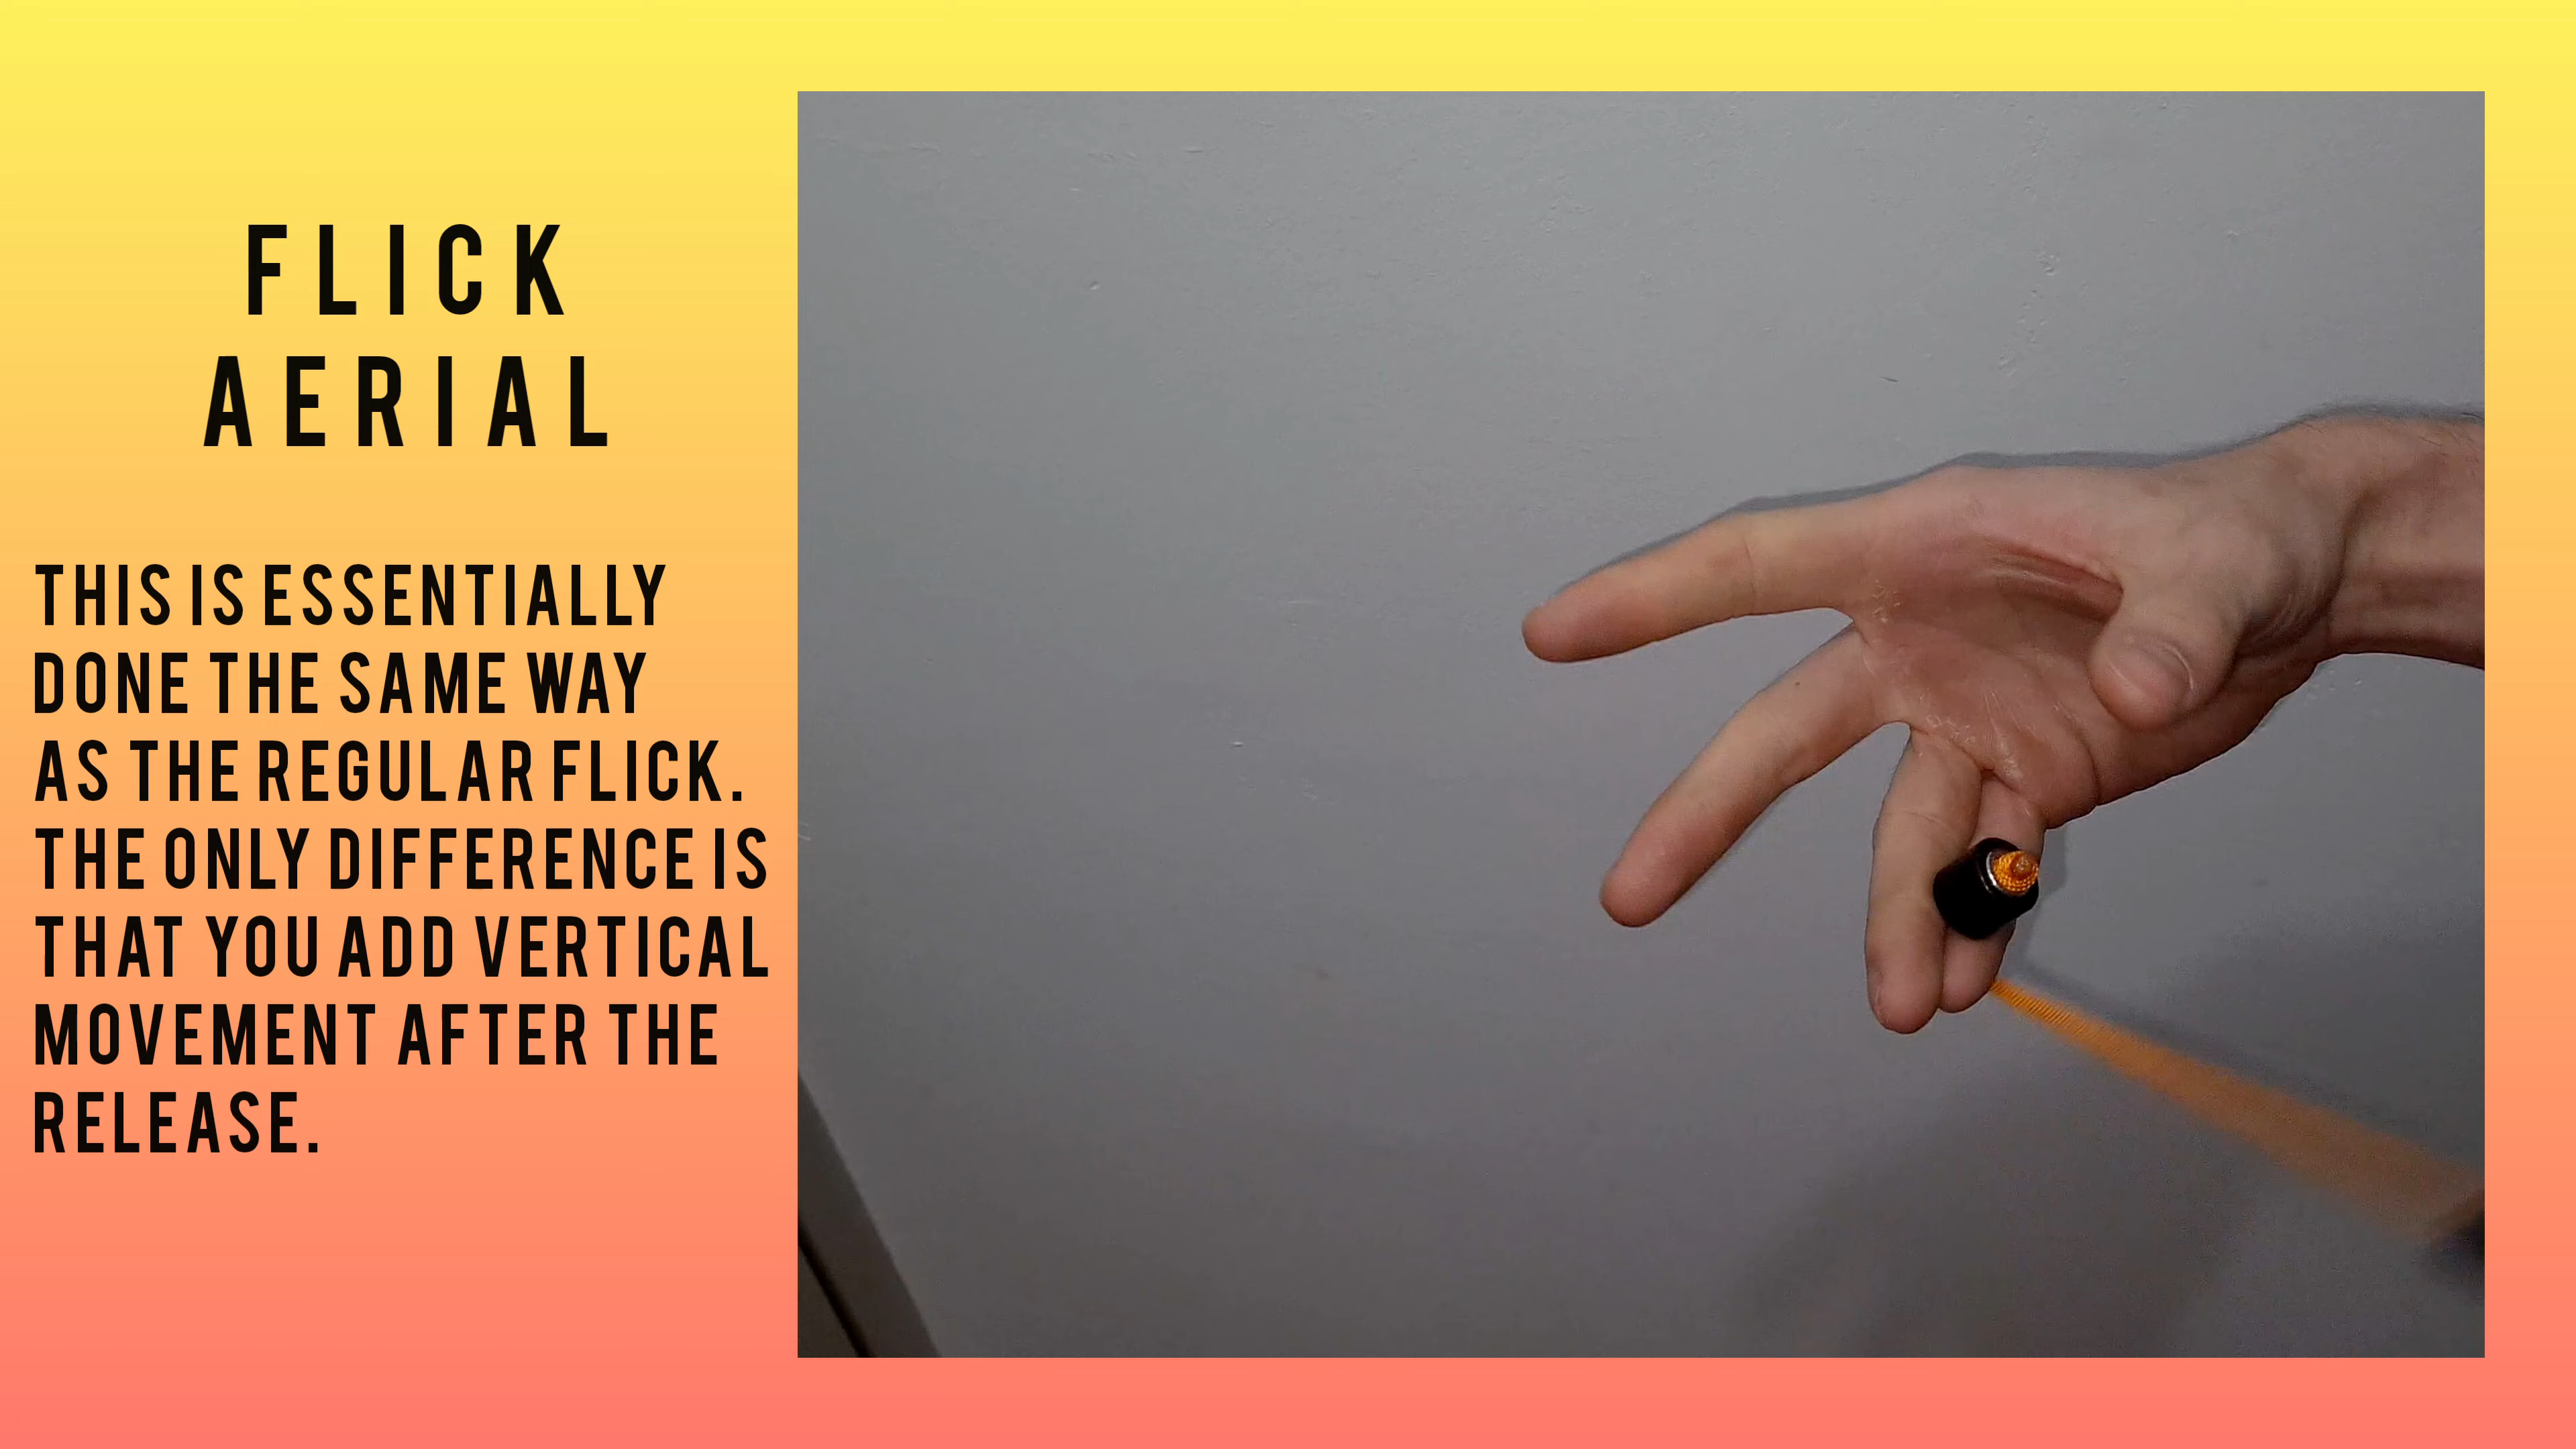 FLICK
AERIAL
THIS IS ESSENTIALLY
DONE THE SAME WAY
AS THE REGULAR FLICK.
THE ONLY DIFFERENCE IS
THAT YOU ADD VERTICAL
MOVEMENT AFTER THE
RELEASE.